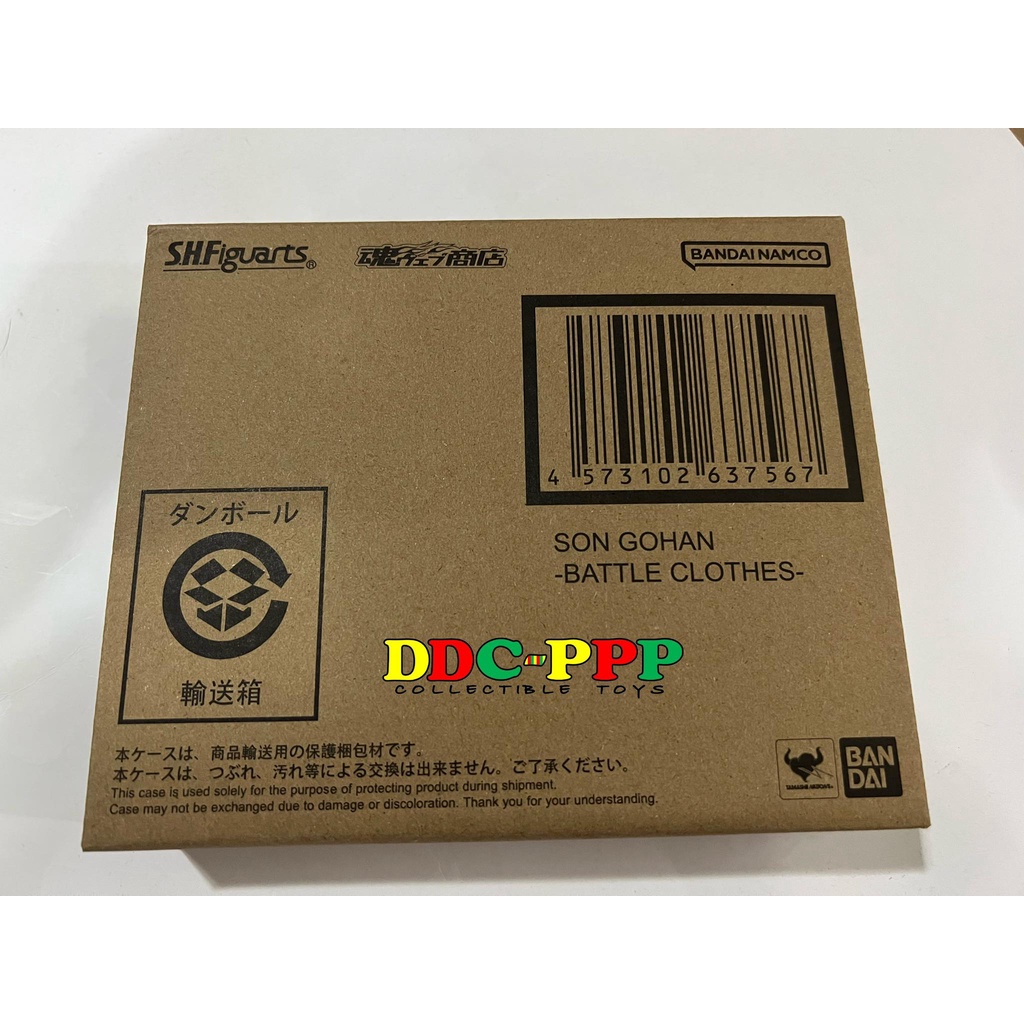 S.H.Figuarts®
魂ウェブ商店
BANDAI NAMCO
4 573102 637567
SON GOHAN
-BATTLE CLOTHES-
ダンボール
輸送箱
DDC-PPP
COLLECTIBLE TOYS
本ケースは、商品輸送用の保護梱包材です。
本ケースは、つぶれ、汚れ等による交換は出来ません。ご了承ください。
This case is used solely for the purpose of protecting product during shipment.
Case may not be exchanged due to damage or discoloration. Thank you for your understanding.
TAMASHII NATIONS
BAN
DAI